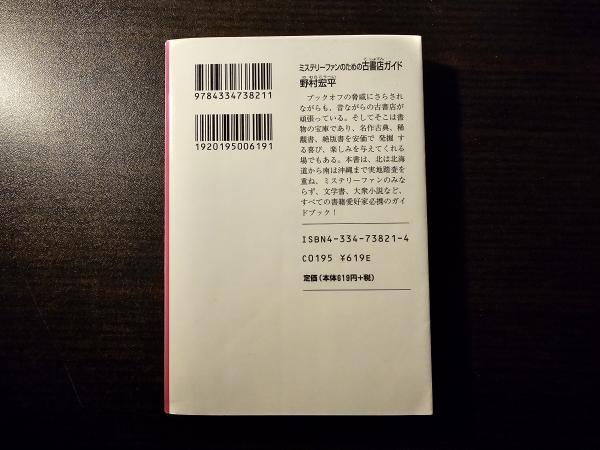 ミステリーファンのための古書店ガイド
野村宏平
ブックオフの脅威にさらされ
ながらも、昔ながらの古書店が
頑張っている。そしてそこは書
物の宝庫であり、名作古典、稀
覯書、絶版書を安価で 発掘 す
る喜び、楽しみを与えてくれる
場でもある。本書は、北は北海
道から南は沖縄まで実地踏査を
重ね、ミステリーファンのみな
らず、文学書、大衆小説など、
すべての書籍愛好家必携のガイ
ドブック!
ISBN4-334-73821-4
C0195 ¥619E
定価(本体619円+税)
9784334738211
1920195006191